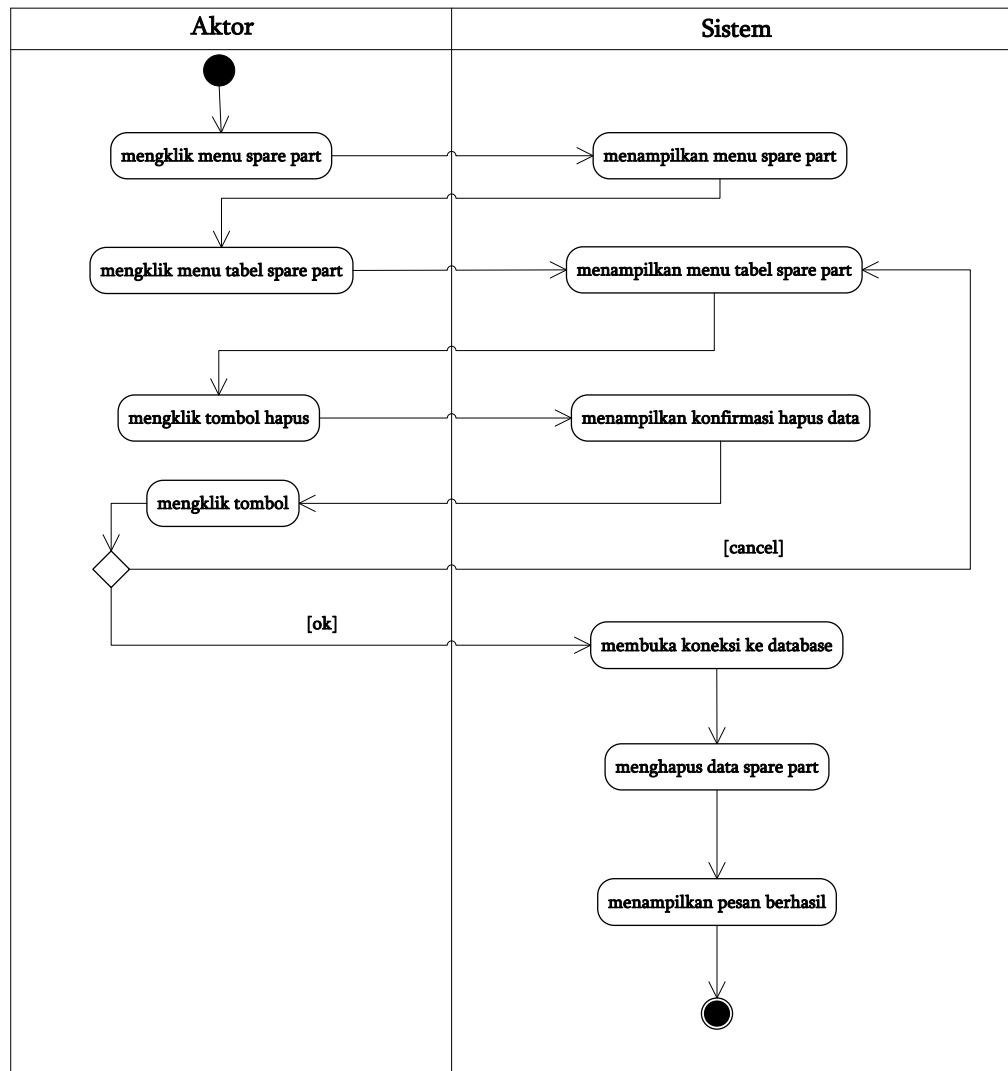 Aktor
Sistem
mengklik menu spare part
menampilkan menu spare part
mengklik menu tabel spare part
menampilkan menu tabel spare part
mengklik tombol hapus
menampilkan konfirmasi hapus data
mengklik tombol
[cancel]
[ok]
membuka koneksi ke database
menghapus data spare part
menampilkan pesan berhasil